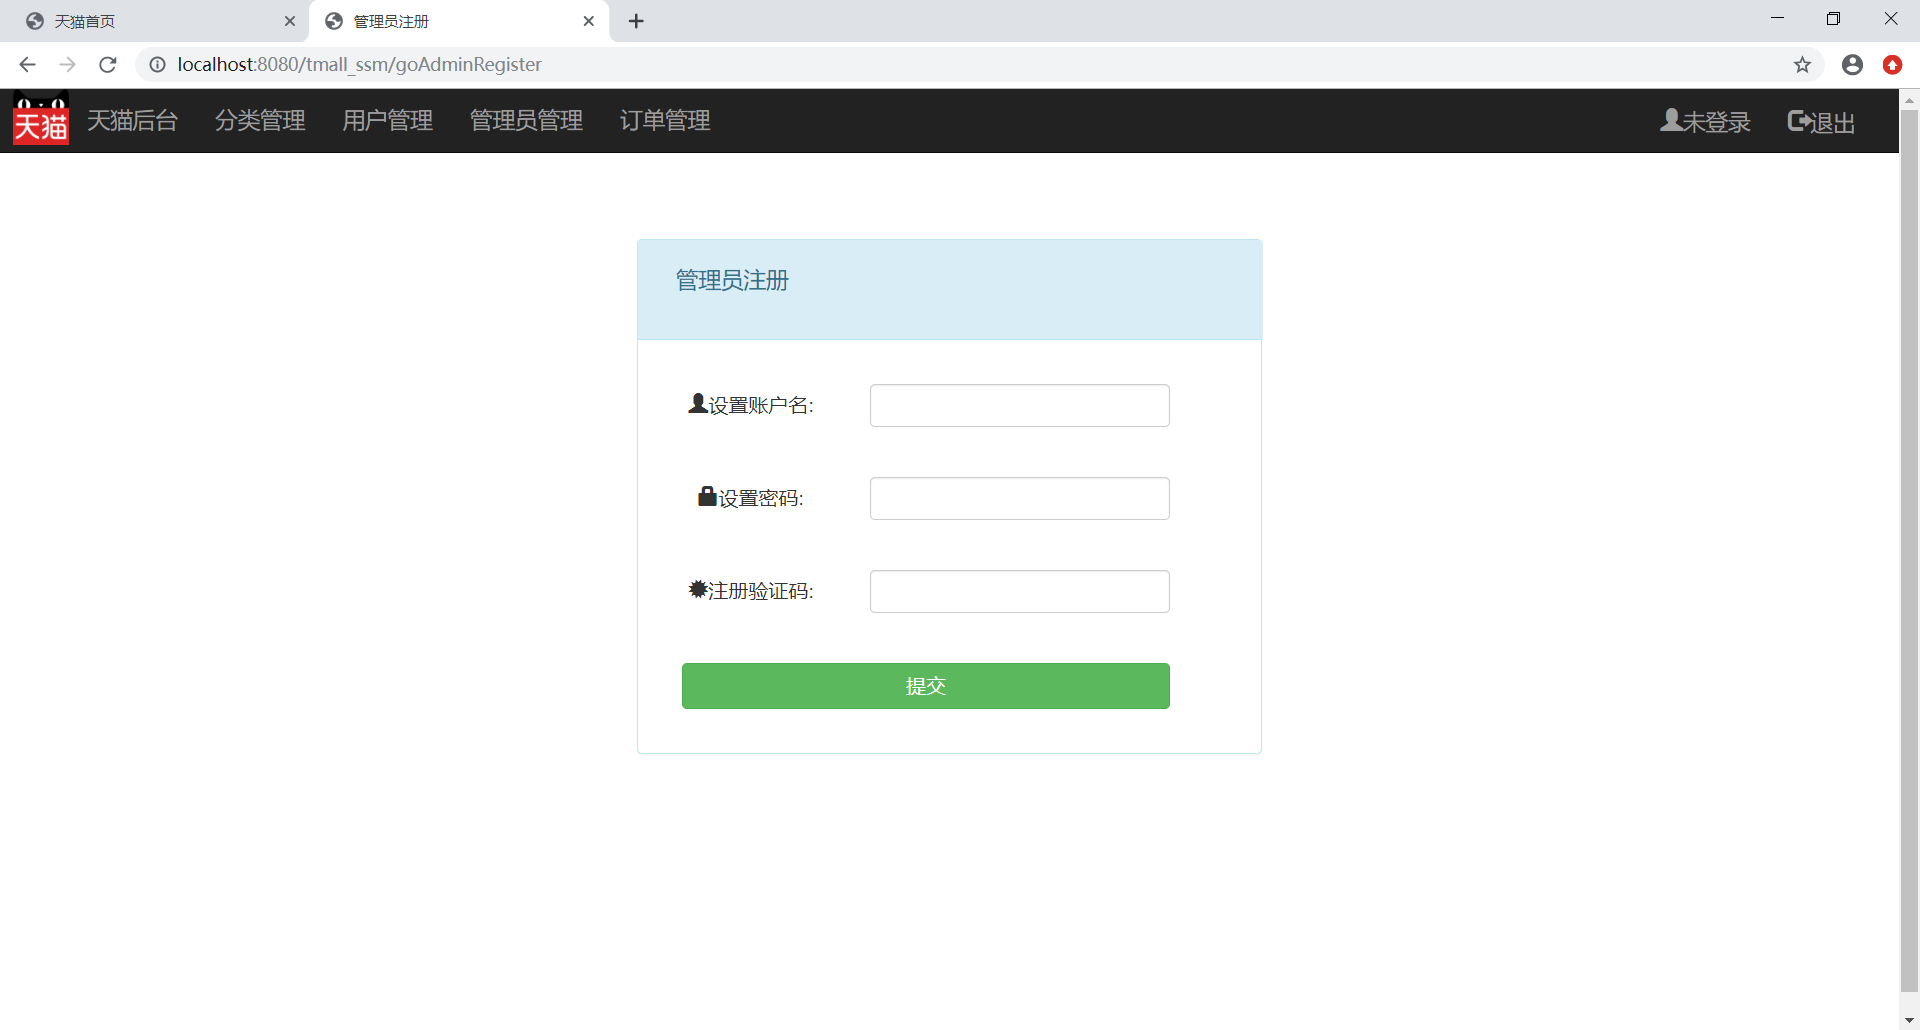 天猫首页
管理员注册
localhost:8080/tmall_ssm/goAdminRegister
天猫 天猫后台 分类管理 用户管理 管理员管理 订单管理 未登录 退出
管理员注册
设置账户名:
设置密码:
注册验证码:
提交